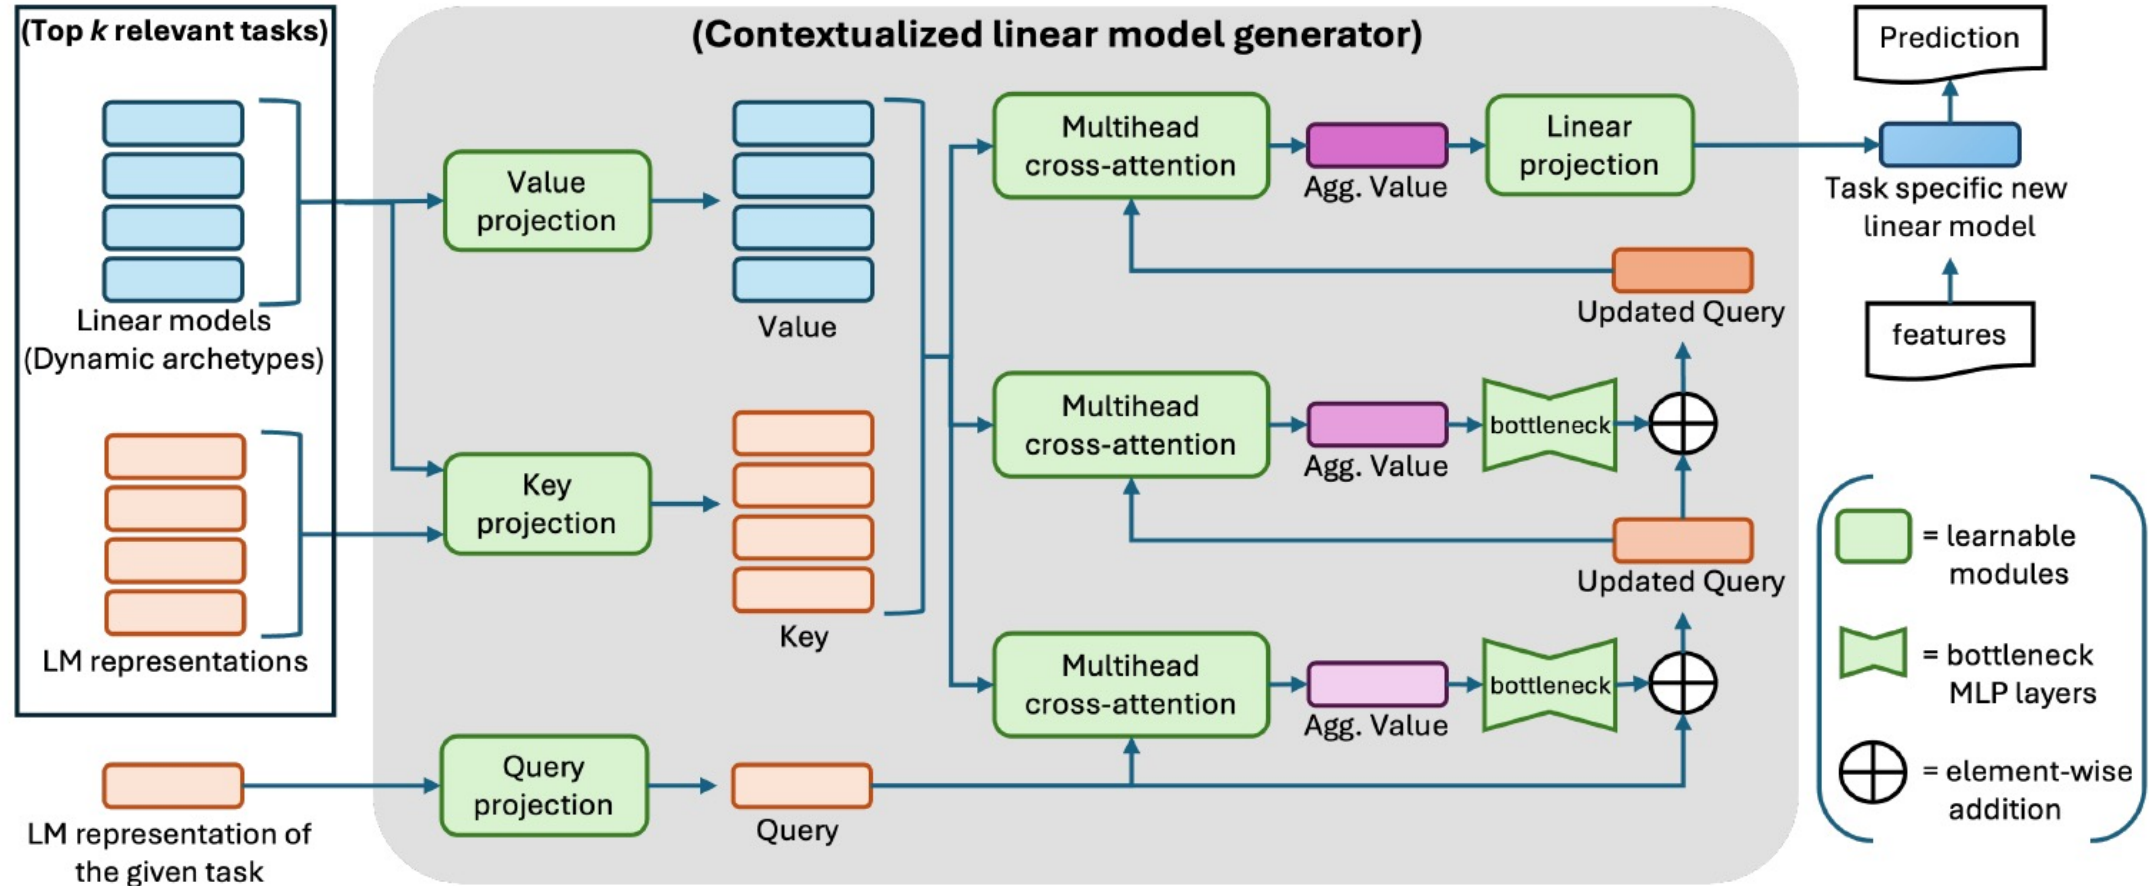 (Top k relevant tasks)
Linear models
(Dynamic archetypes)
LM representations
LM representation of
the given task
(Contextualized linear model generator)
Value
projection
Key
projection
Query
projection
Value
Key
Query
Multihead
cross-attention
Agg. Value
Linear
projection
Updated Query
Multihead
cross-attention
Agg. Value
bottleneck
Updated Query
Multihead
cross-attention
Agg. Value
bottleneck
Prediction
Task specific new
linear model
features
= learnable
modules
= bottleneck
MLP layers
= element-wise
addition